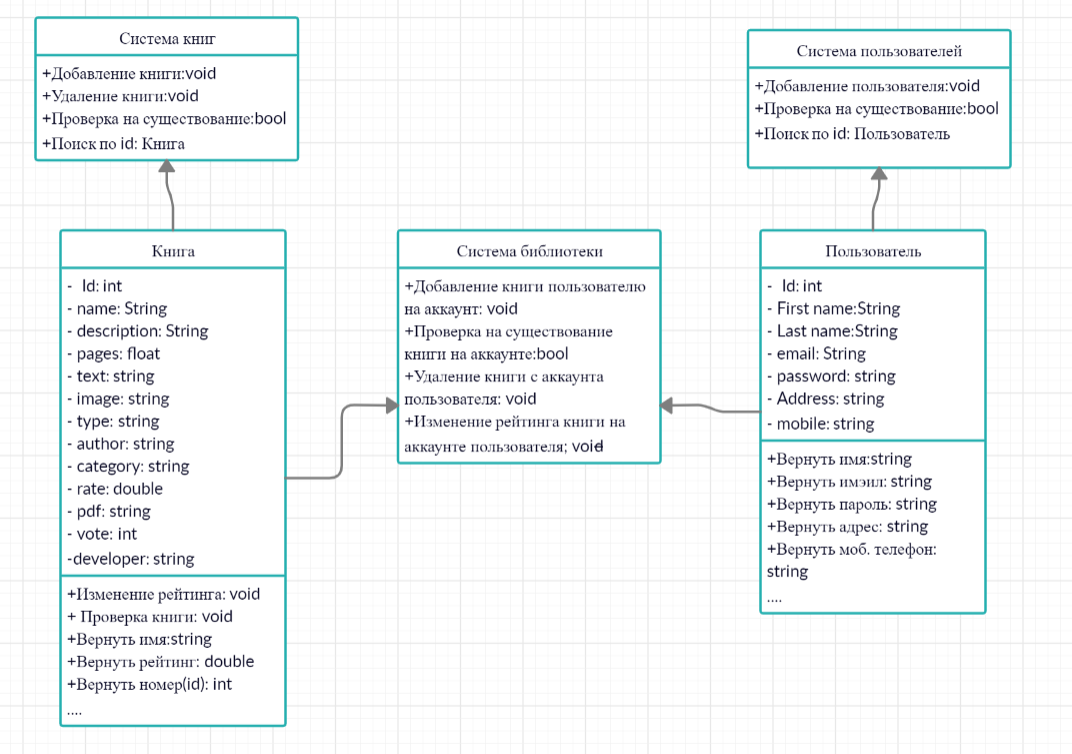 Система книг
+Добавление книги:void
+Удаление книги:void
+Проверка на существование:bool
+Поиск по id: Книга
Система пользователей
+Добавление пользователя:void
+Проверка на существование:bool
+Поиск по id: Пользователь
Книга
- Id: int
- name: String
- description: String
- pages: float
- text: string
- image: string
- type: string
- author: string
- category: string
- rate: double
- pdf: string
- vote: int
-developer: string
+Изменение рейтинга: void
+ Проверка книги: void
+Вернуть имя:string
+Вернуть рейтинг: double
+Вернуть номер(id): int
....
Система библиотеки
+Добавление книги пользователю
на аккаунт: void
+Проверка на существование
книги на аккаунте:bool
+Удаление книги с аккаунта
пользователя: void
+Изменение рейтинга книги на
аккаунте пользователя; void
Пользователь
- Id: int
- First name:String
- Last name:String
- email: String
- password: string
- Address: string
- mobile: string
+Вернуть имя:string
+Вернуть имэил: string
+Вернуть пароль: string
+Вернуть адрес: string
+Вернуть моб. телефон:
string
....